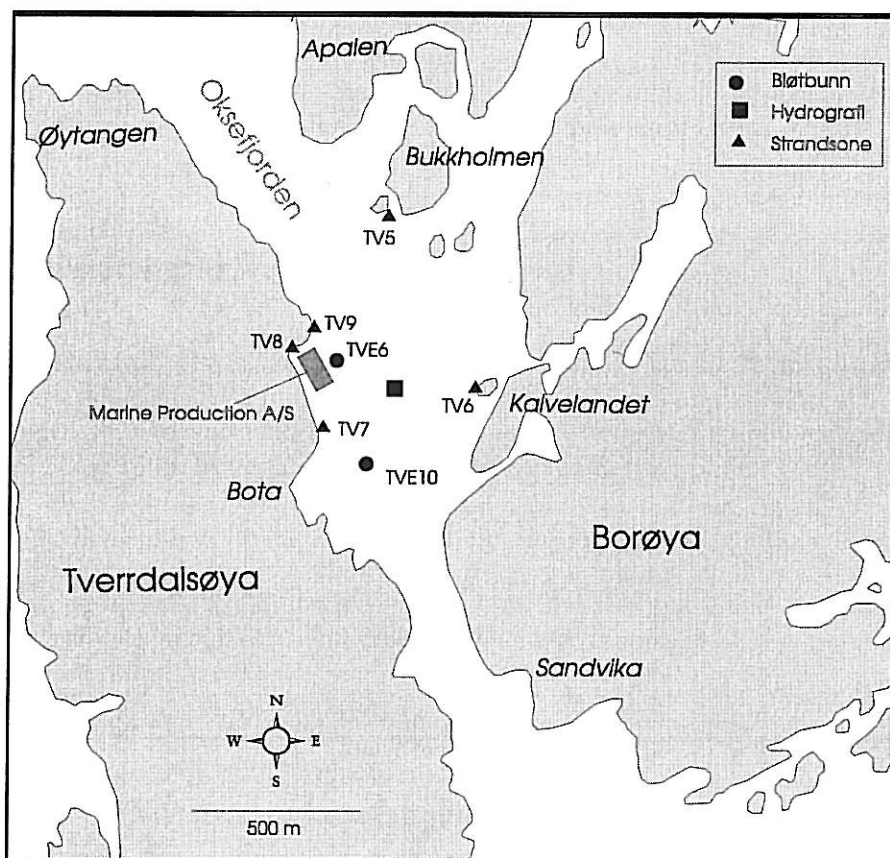 Apalen
Bløtbunn
Hydrografi
Strandsone
Øytangen
Oksefjorden
Bukkholmen
TV5
TV9
TV8
TVE6
Marine Production A/S
TV6
Kalvelandet
TV7
TVE10
Bota
Borøya
Tverrdalsøya
Sandvika
N
W E
S
500 m